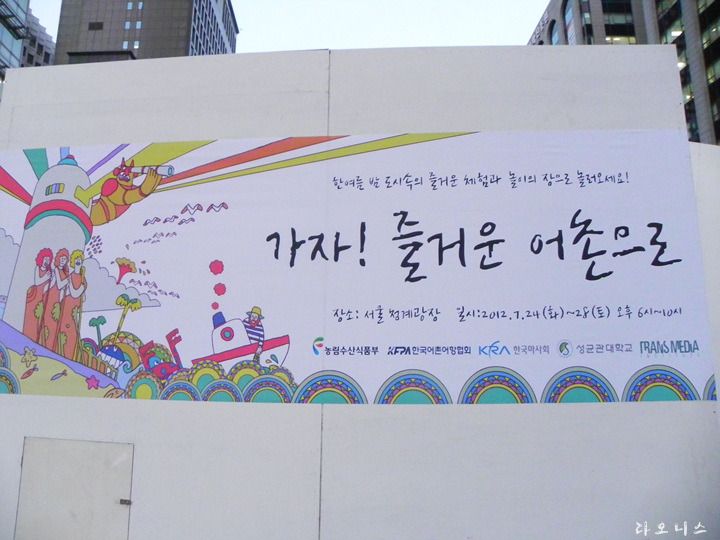 한여름 밤 도시속의 즐거운 체험과 놀이의 장으로 놀러오세요!
가자! 즐거운 어촌으로
장소: 서울 청계광장 일시:2012.7.24(화)~28(토) 오후 6시~10시
농림수산식품부 KFPA 한국어촌어항협회 KRA 한국마사회 성균관대학교 TRANS MEDIA
라오니스